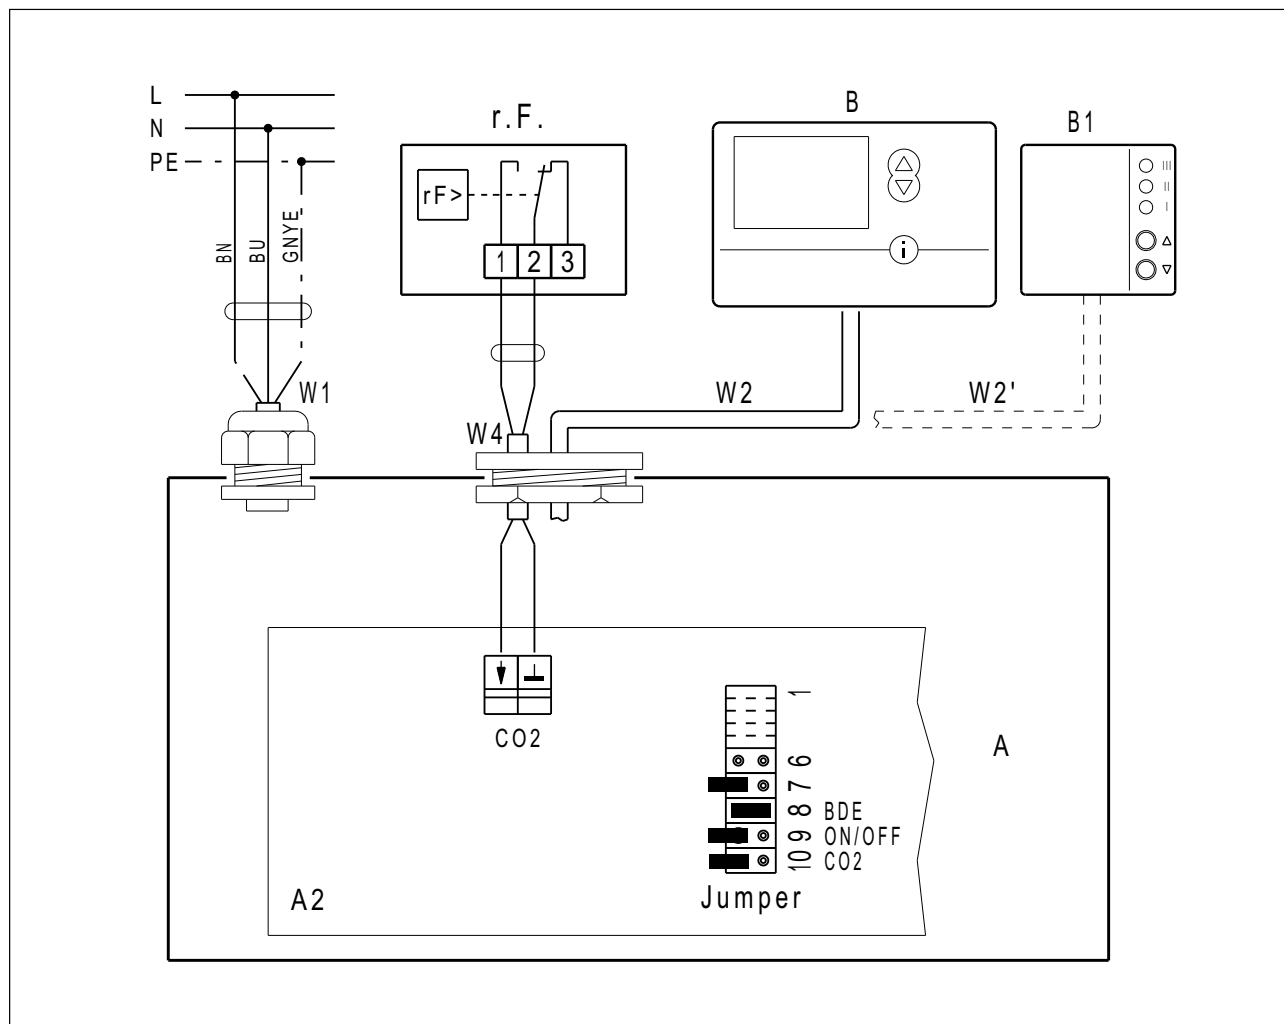 L
N
PE
BN
BU
GNYE
W1
r.F.
rF>
1 2 3
B
i
B1
III
II
I
W4
W2
W2'
CO2
1
6
7
8 BDE
9 ON/OFF
10 CO2
Jumper
A
A2